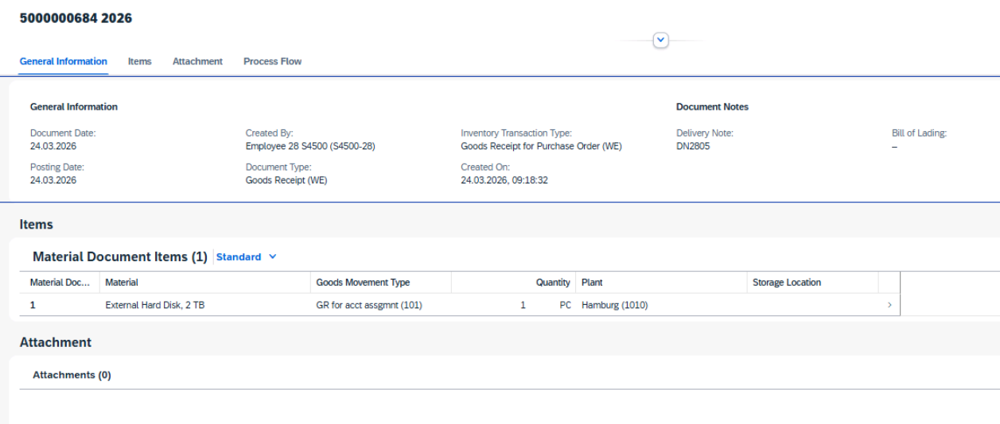 5000000684 2026
General Information Items Attachment Process Flow
General Information Document Notes
Document Date: Created By: Inventory Transaction Type: Delivery Note: Bill of Lading:
24.03.2026 Employee 28 S4500 (S4500-28) Goods Receipt for Purchase Order (WE) DN2805 –
Posting Date: Document Type: Created On:
24.03.2026 Goods Receipt (WE) 24.03.2026, 09:18:32
Items
Material Document Items (1) Standard
Material Doc... Material Goods Movement Type Quantity Plant Storage Location
1 External Hard Disk, 2 TB GR for acct assgmnt (101) 1 PC Hamburg (1010)
Attachment
Attachments (0)